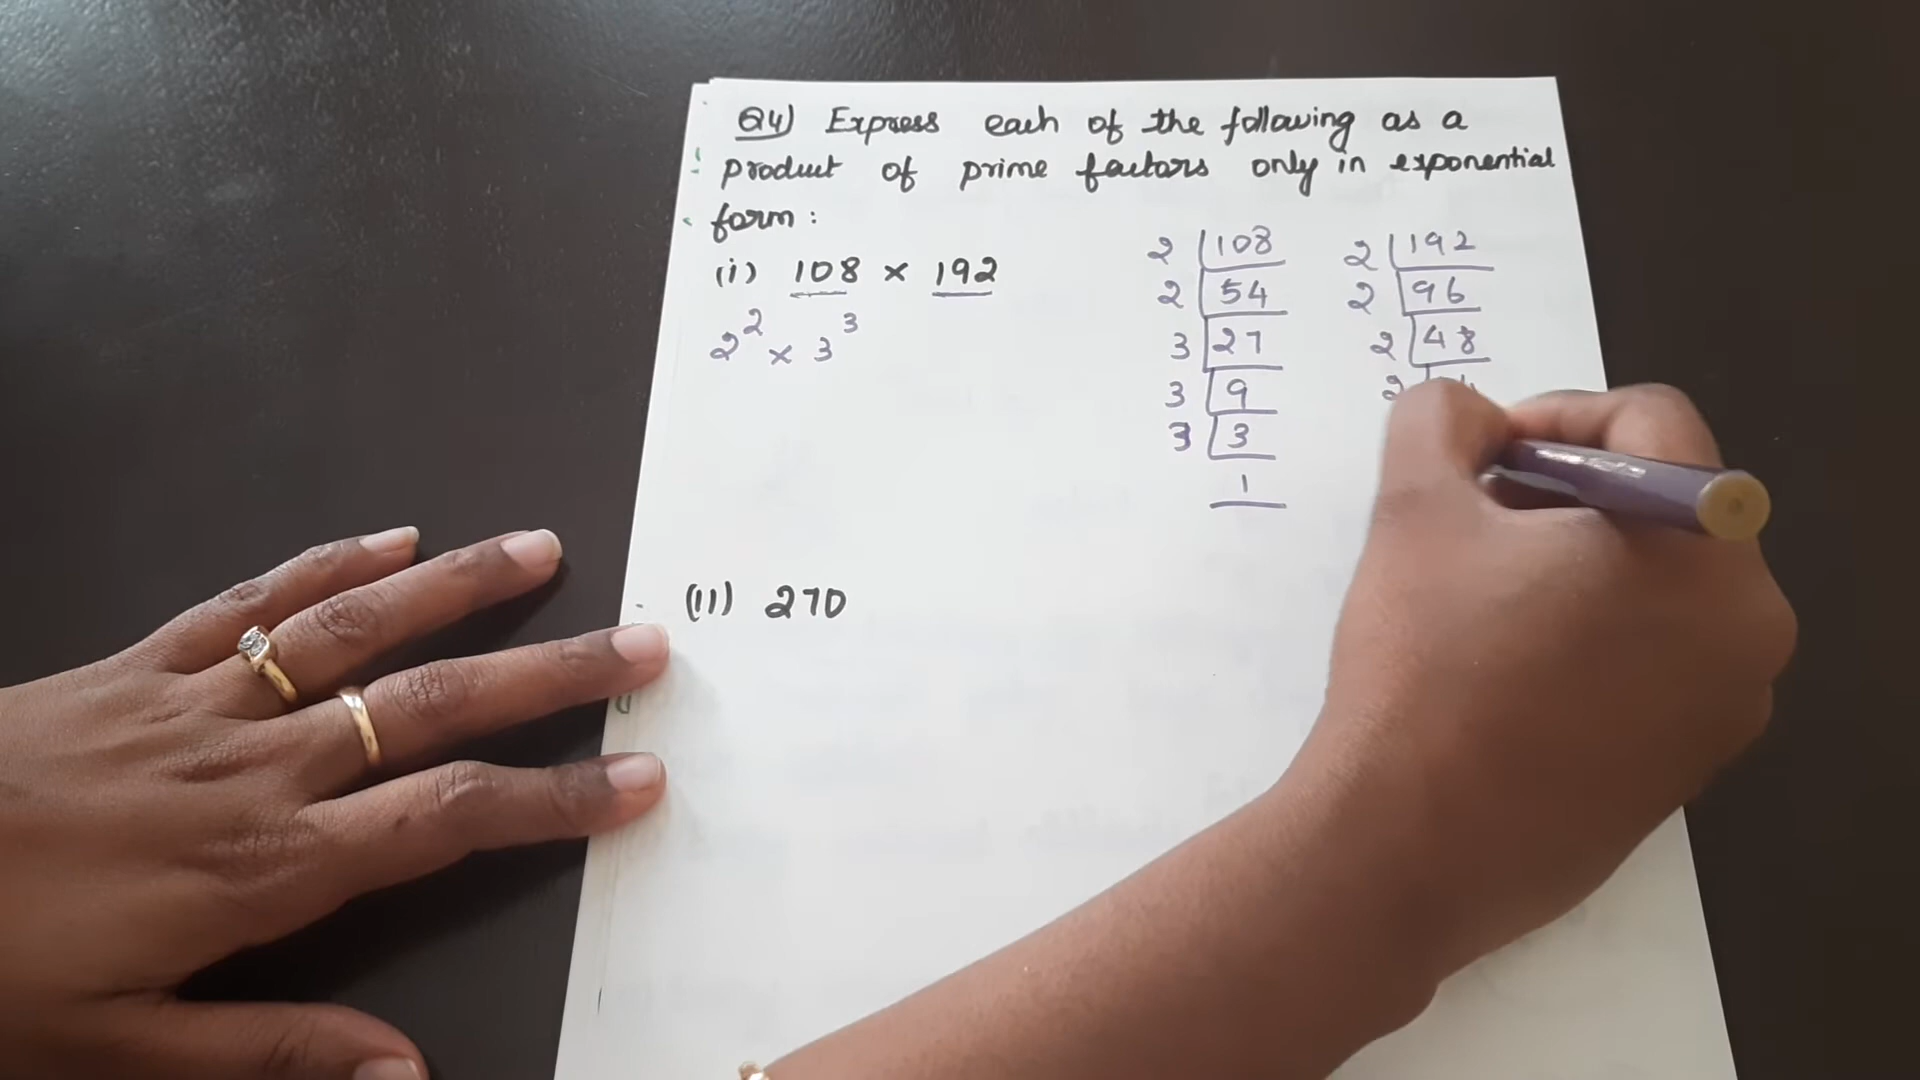 Q4) Express each of the following as a
product of prime factors only in exponential
form :
(i) 108 × 192
2² × 3³
2 108
2 54
3 27
3 9
3 3
1
2 192
2 96
2 48
2
(ii) 270